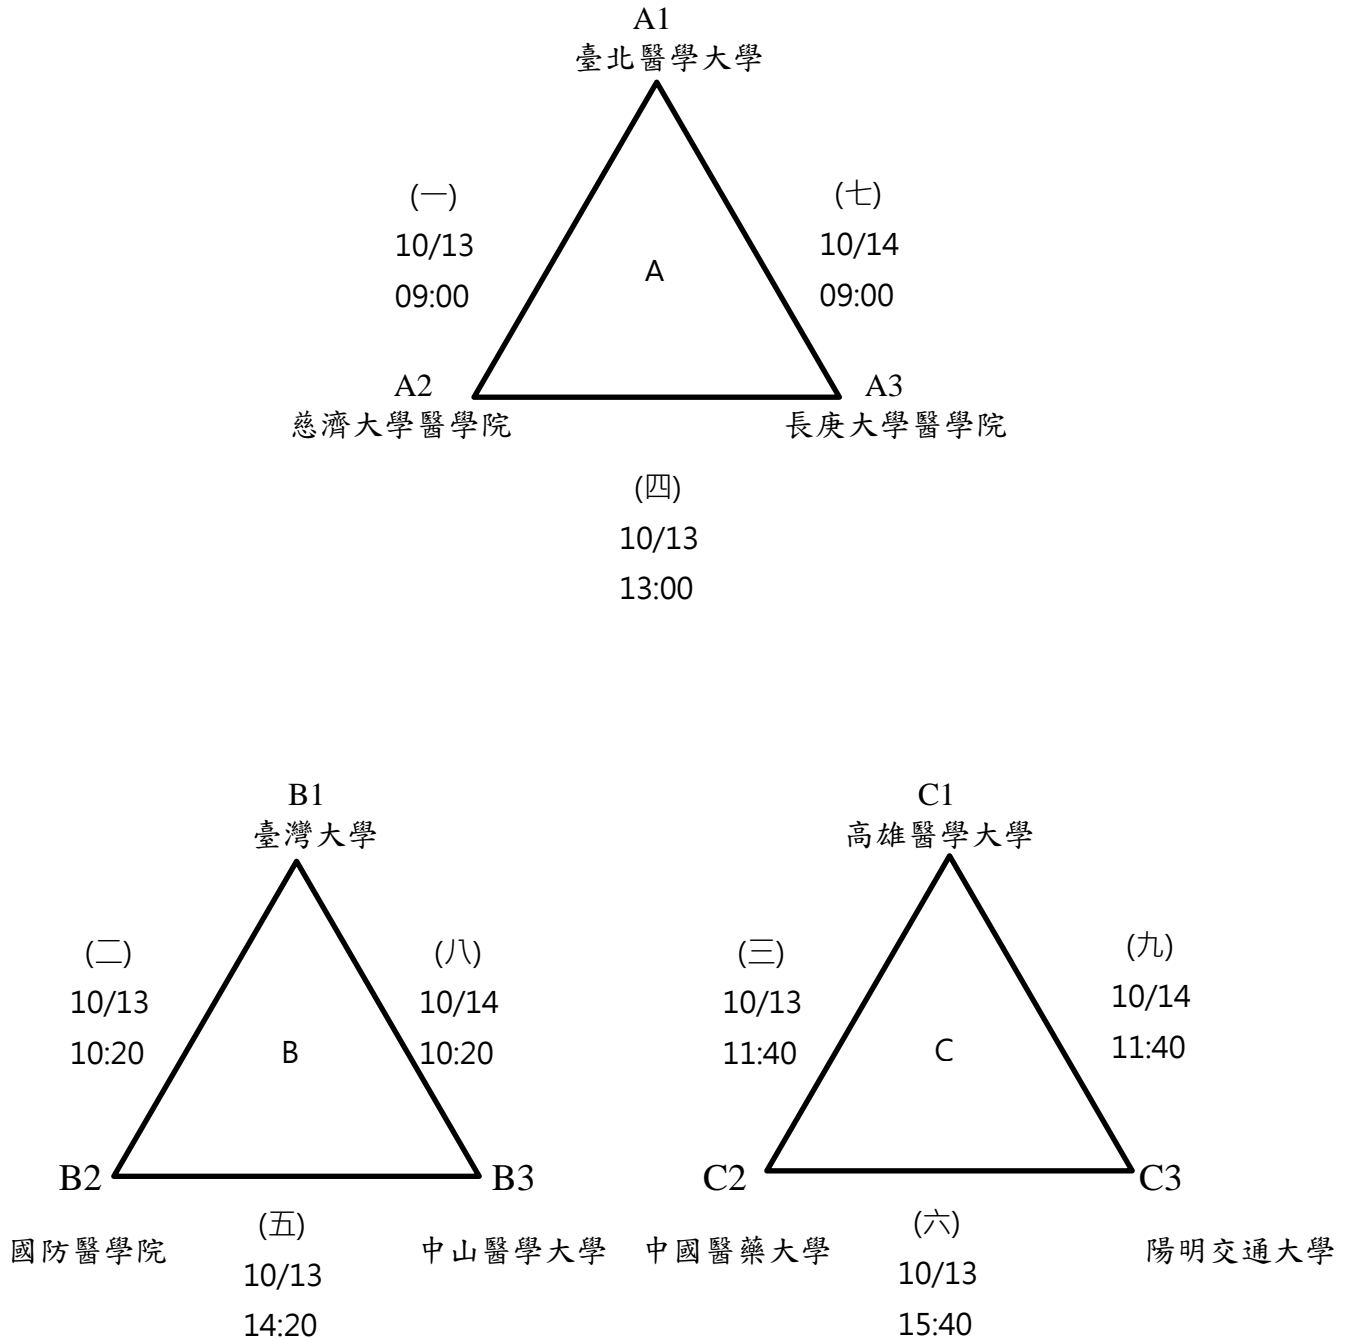 A1
臺北醫學大學
(一)
10/13
09:00
(七)
10/14
09:00
A
A2
慈濟大學醫學院
A3
長庚大學醫學院
(四)
10/13
13:00
B1
臺灣大學
(二)
10/13
10:20
(八)
10/14
10:20
B
B2
國防醫學院
B3
中山醫學大學
(五)
10/13
14:20
C1
高雄醫學大學
(三)
10/13
11:40
(九)
10/14
11:40
C
C2
中國醫藥大學
C3
陽明交通大學
(六)
10/13
15:40